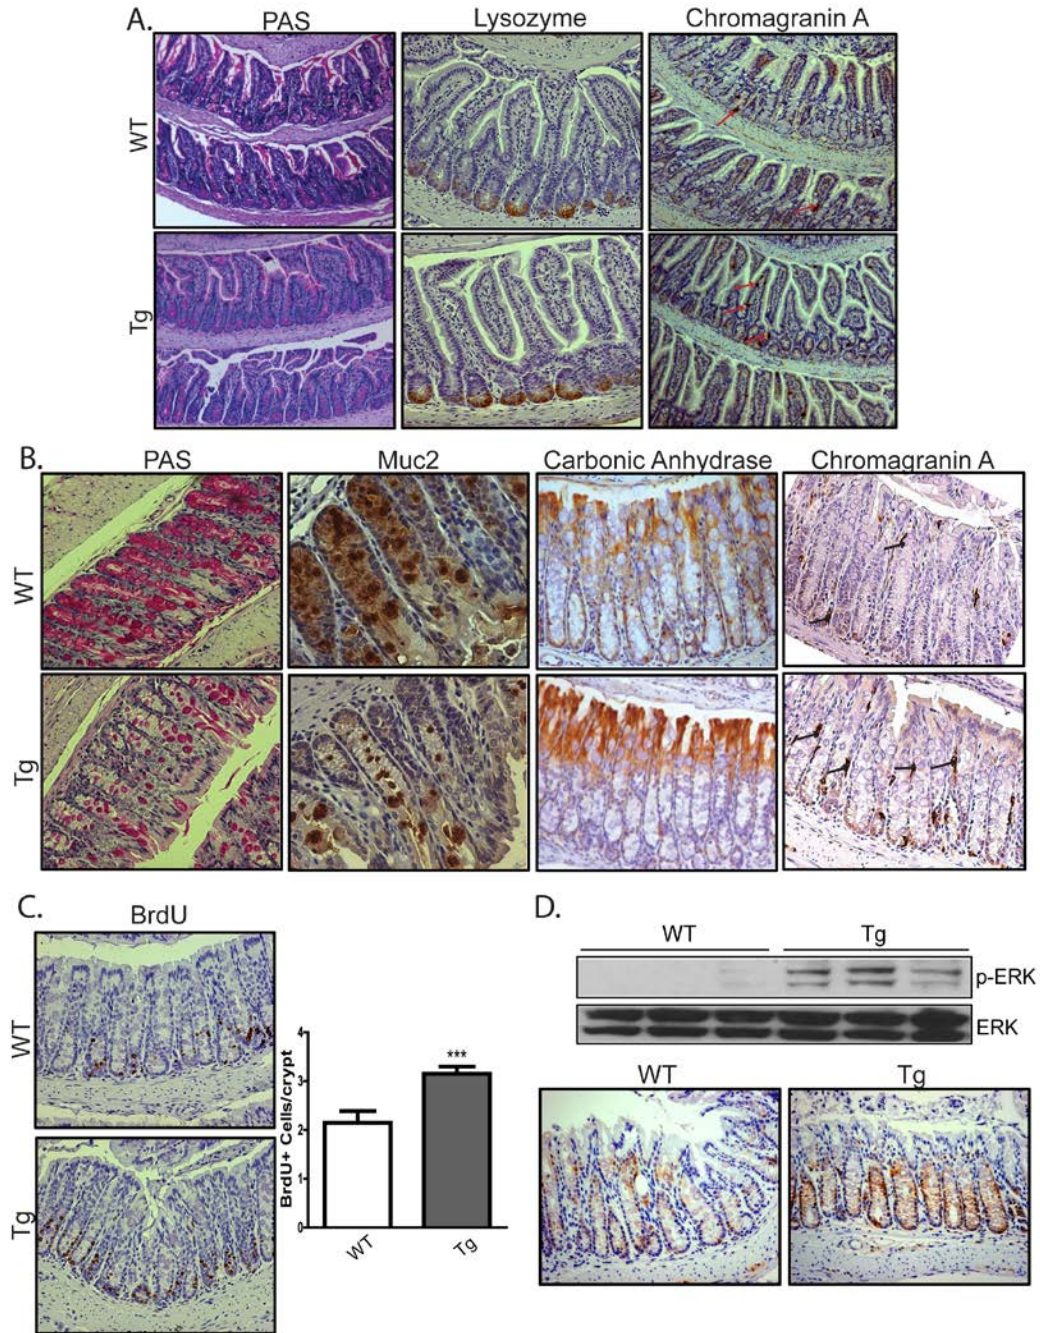 A.
PAS Lysozyme Chromagranin A
WT
Tg
B.
PAS Muc2 Carbonic Anhydrase Chromagranin A
WT
Tg
C.
BrdU
WT
Tg
BrdU+ Cells/crypt
4
3
2
1
0
***
WT Tg
D.
WT Tg
p-ERK
ERK
WT Tg